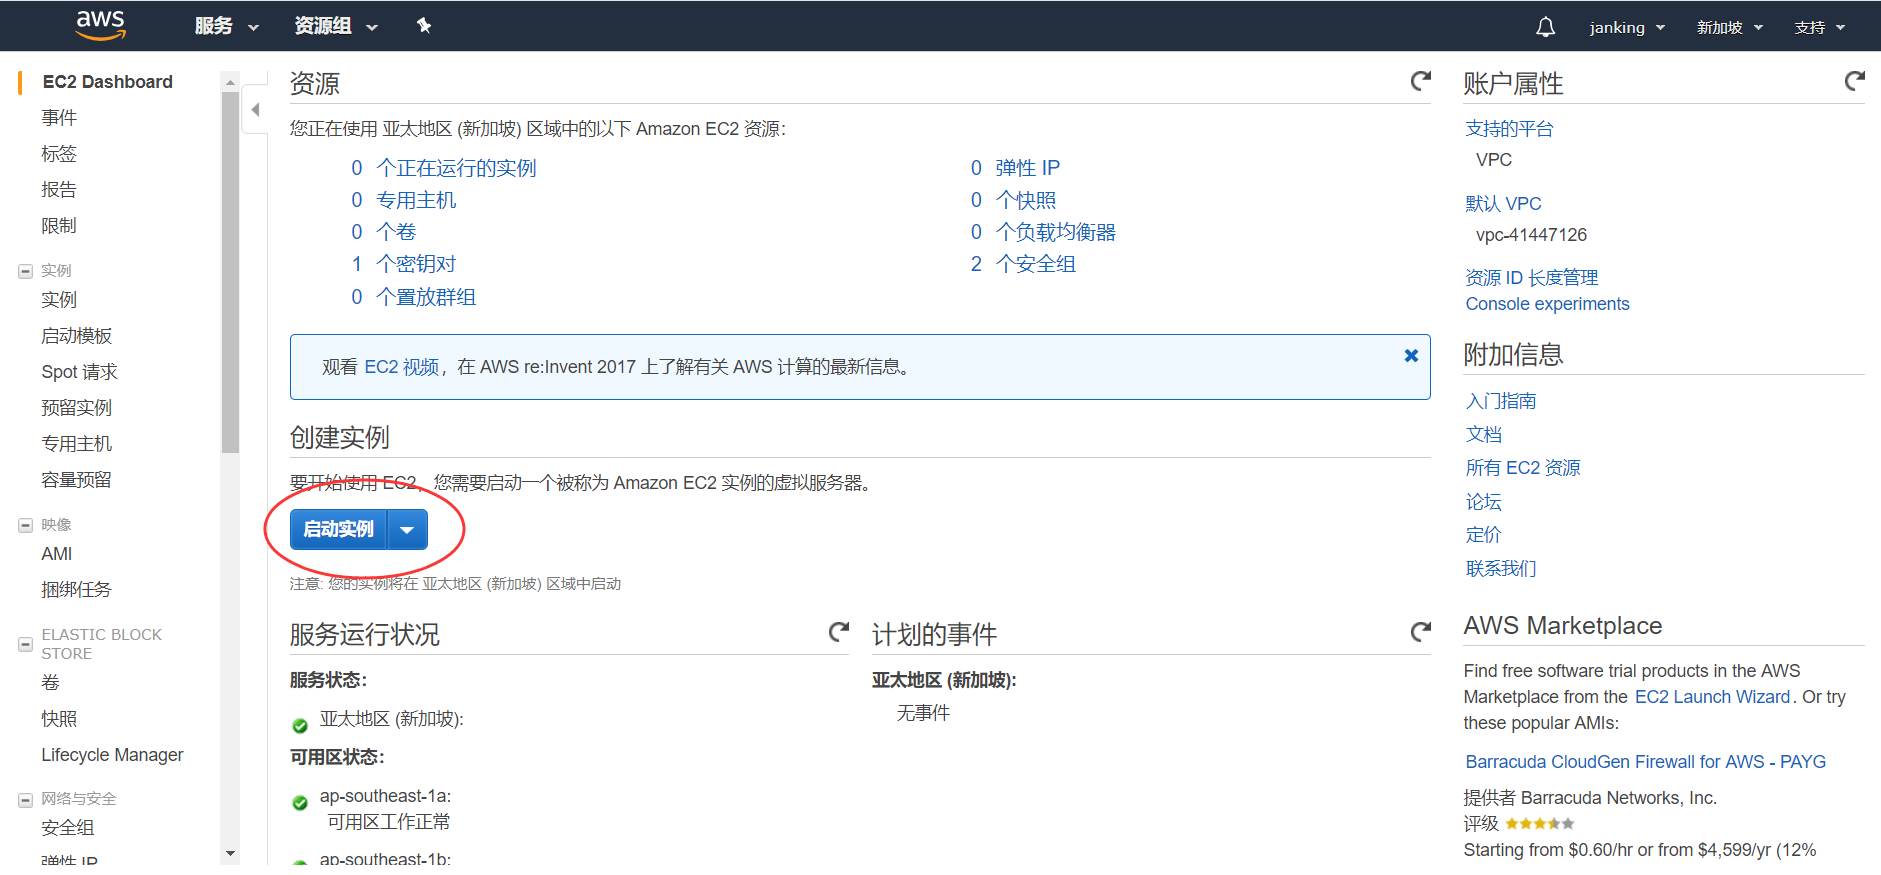 aws
服务
资源组
janking
新加坡
支持
EC2 Dashboard
事件
标签
报告
限制
实例
实例
启动模板
Spot 请求
预留实例
专用主机
容量预留
映像
AMI
捆绑任务
ELASTIC BLOCK
STORE
卷
快照
Lifecycle Manager
网络与安全
安全组
弹性 IP
资源
您正在使用 亚太地区 (新加坡) 区域中的以下 Amazon EC2 资源:
0 个正在运行的实例
0 弹性 IP
0 专用主机
0 个快照
0 个卷
0 个负载均衡器
1 个密钥对
2 个安全组
0 个置放群组
观看 EC2 视频，在 AWS re:Invent 2017 上了解有关 AWS 计算的最新信息。
创建实例
要开始使用 EC2，您需要启动一个被称为 Amazon EC2 实例的虚拟服务器。
启动实例
注意: 您的实例将在 亚太地区 (新加坡) 区域中启动
服务运行状况
服务状态:
亚太地区 (新加坡):
可用区状态:
ap-southeast-1a:
可用区工作正常
ap-southeast-1b:
计划的事件
亚太地区 (新加坡):
无事件
账户属性
支持的平台
VPC
默认 VPC
vpc-41447126
资源 ID 长度管理
Console experiments
附加信息
入门指南
文档
所有 EC2 资源
论坛
定价
联系我们
AWS Marketplace
Find free software trial products in the AWS
Marketplace from the EC2 Launch Wizard. Or try
these popular AMIs:
Barracuda CloudGen Firewall for AWS - PAYG
提供者 Barracuda Networks, Inc.
评级
Starting from $0.60/hr or from $4,599/yr (12%